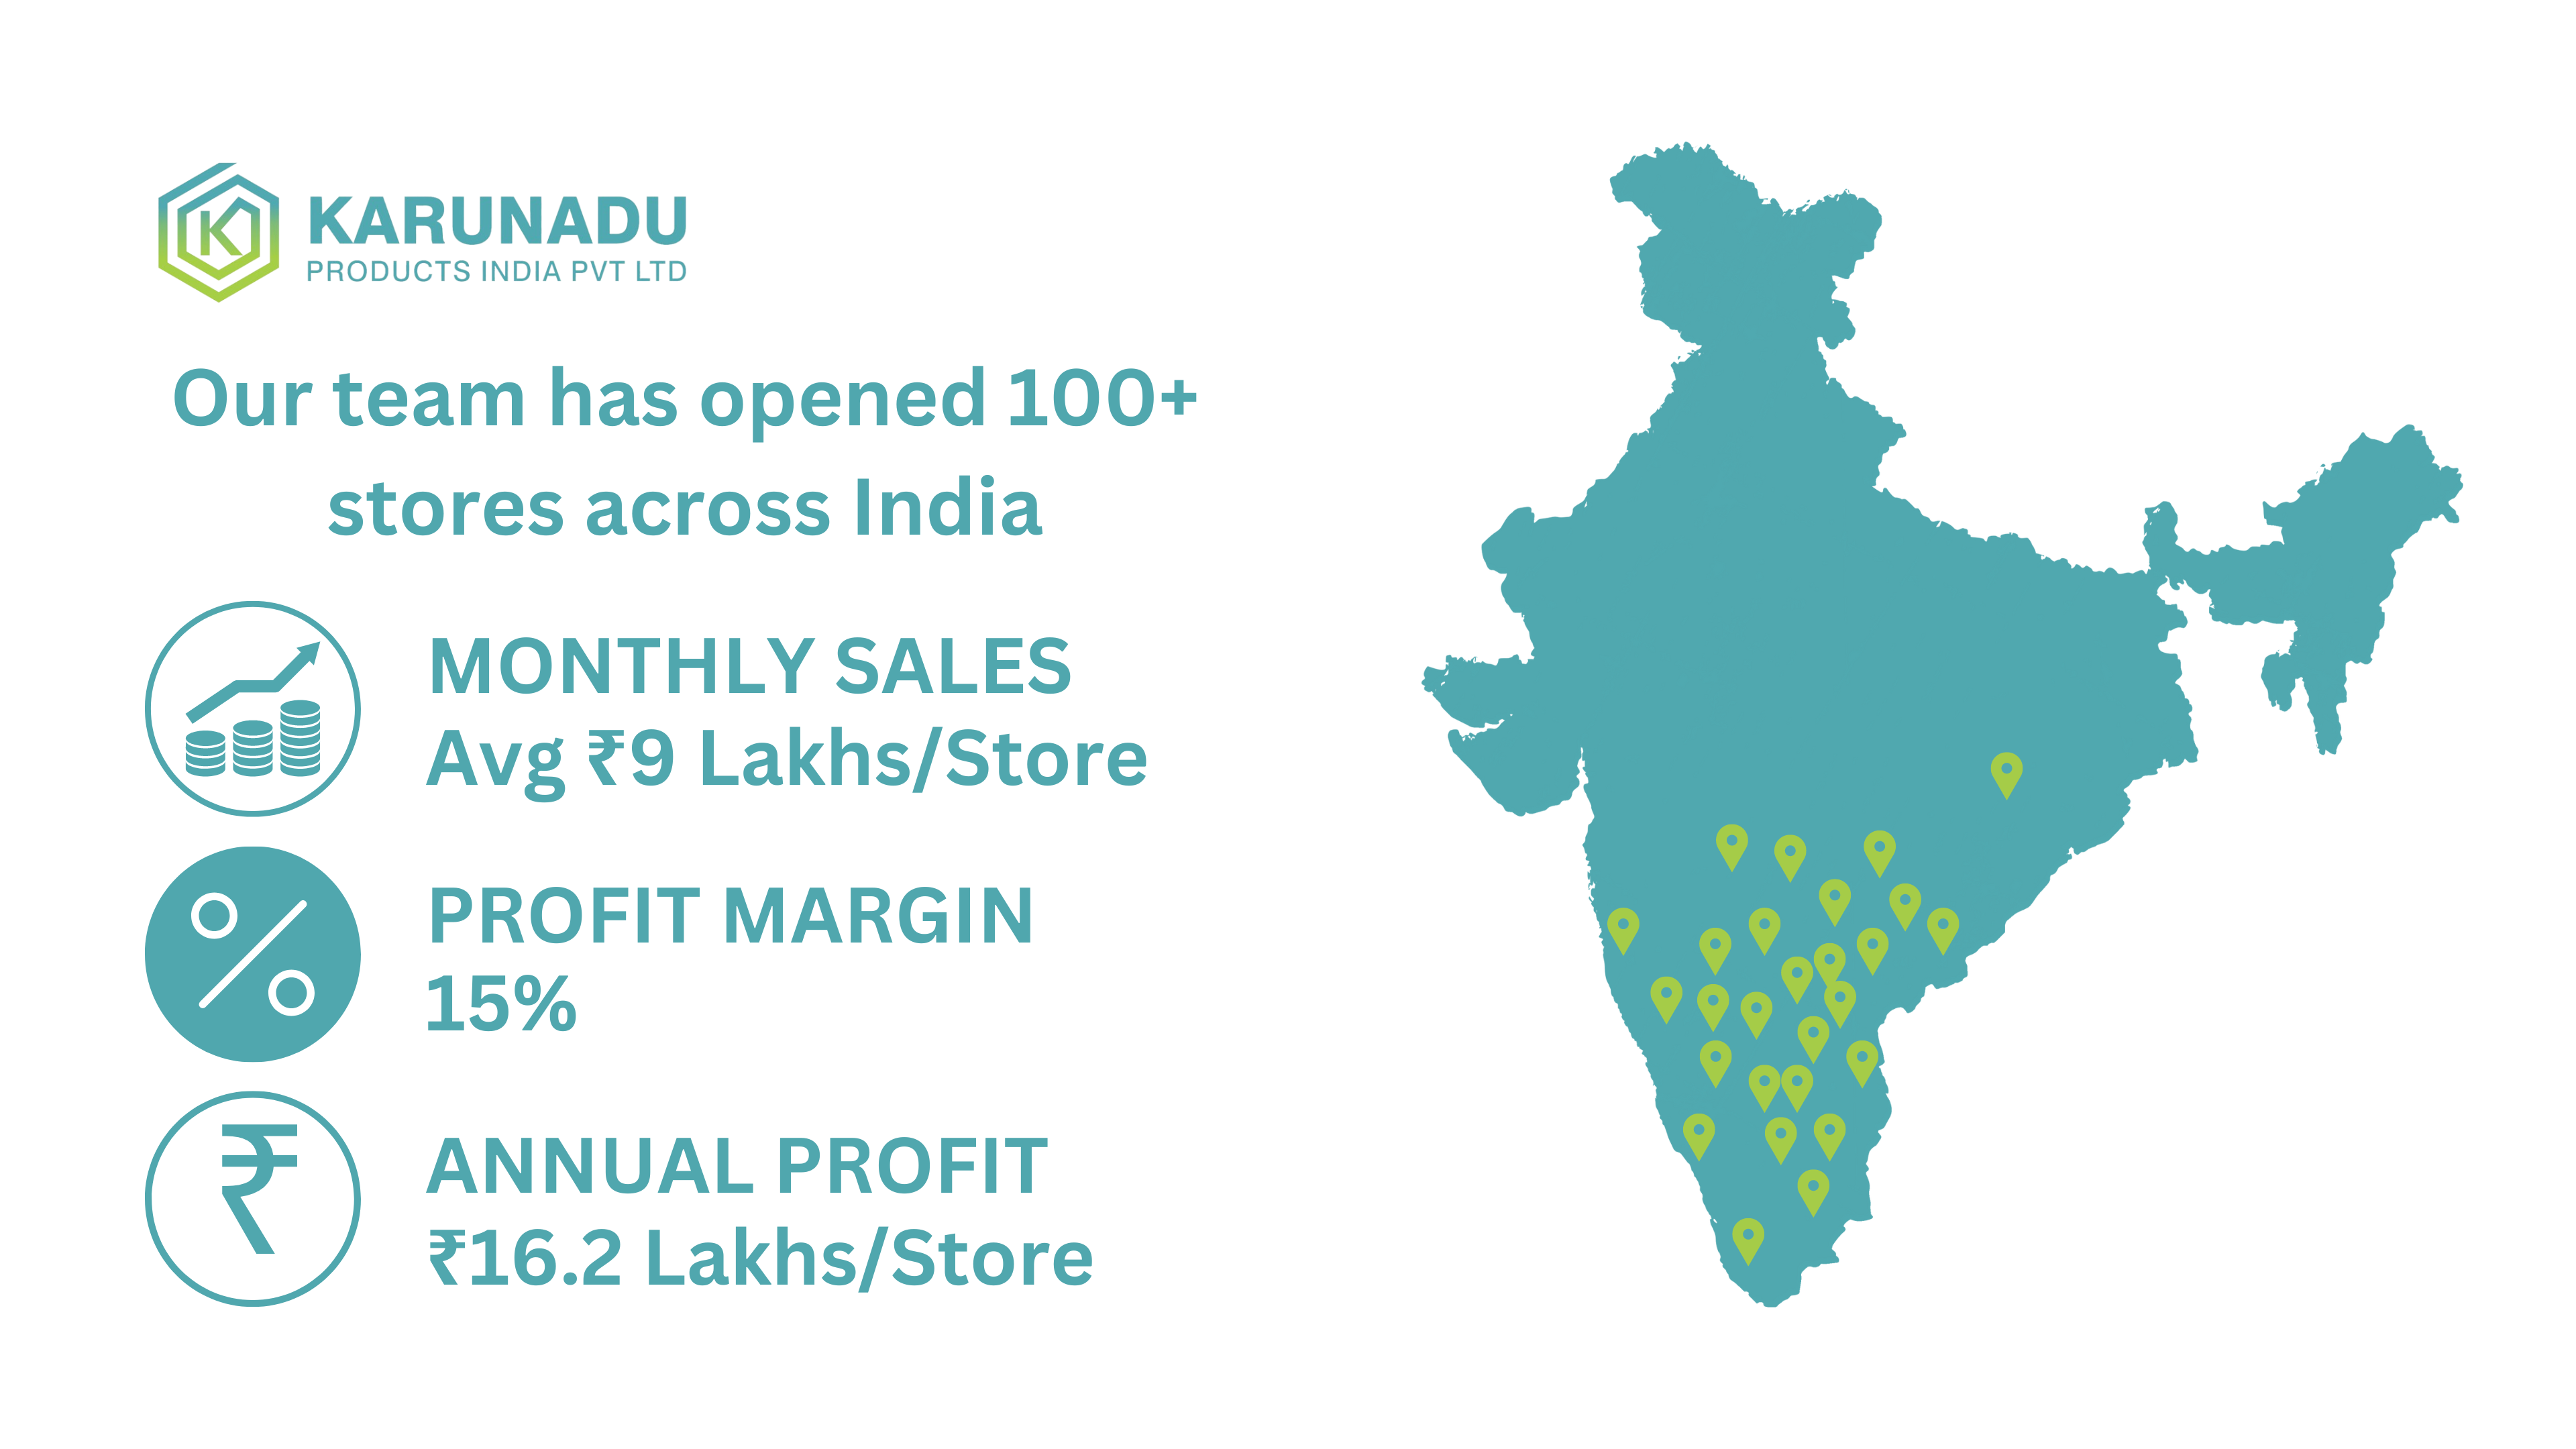 KARUNADU
PRODUCTS INDIA PVT LTD
Our team has opened 100+
stores across India
MONTHLY SALES
Avg ₹9 Lakhs/Store
PROFIT MARGIN
15%
ANNUAL PROFIT
₹16.2 Lakhs/Store